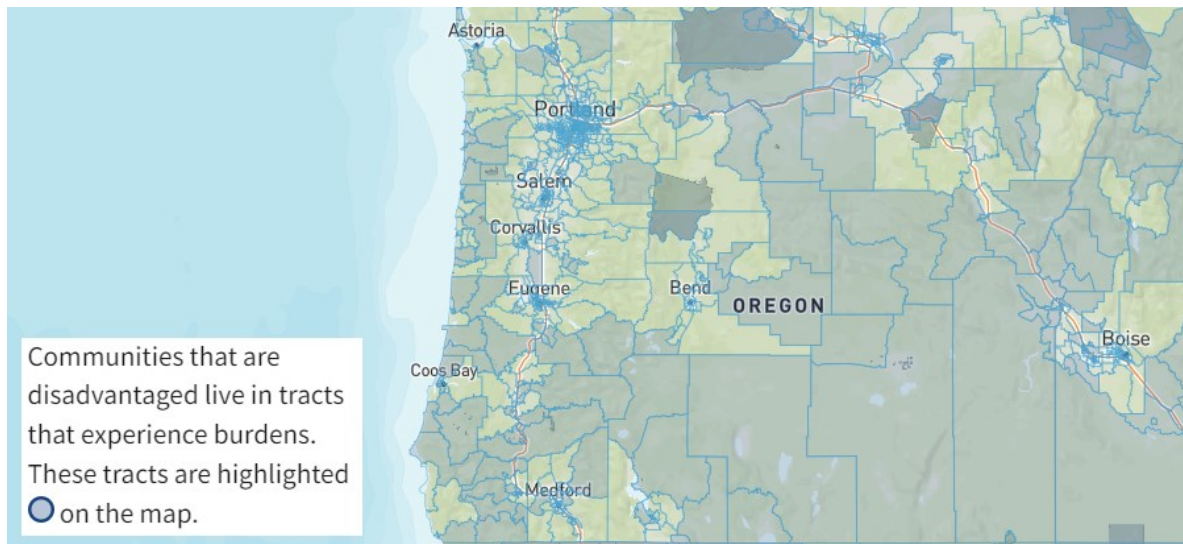 Astoria
Portland
Salem
Corvallis
Eugene
Bend
OREGON
Boise
Coos Bay
Medford
Communities that are
disadvantaged live in tracts
that experience burdens.
These tracts are highlighted
on the map.